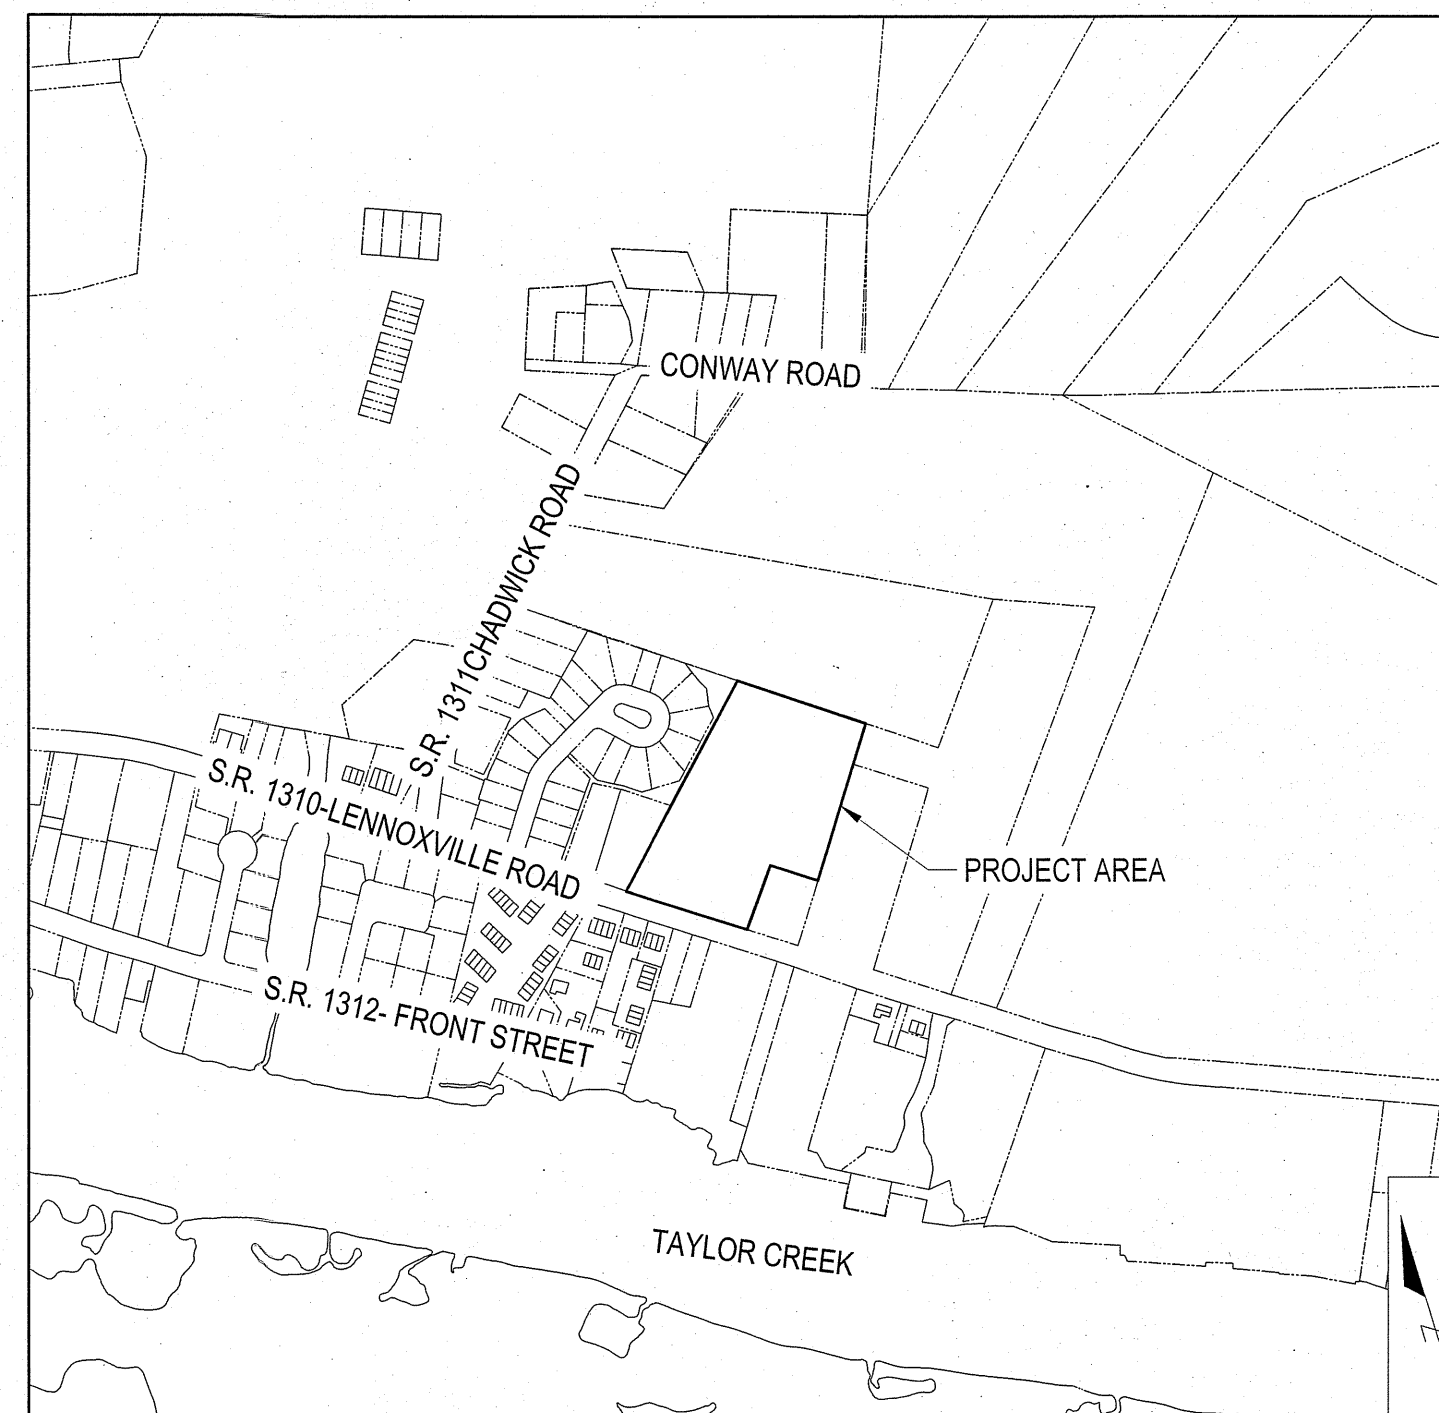 CONWAY ROAD
S.R. 1311CHADWICK ROAD
S.R. 1310-LENNOXVILLE ROAD
PROJECT AREA
S.R. 1312- FRONT STREET
TAYLOR CREEK